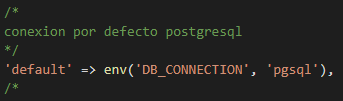 /*
conexion por defecto postgresql
*/
'default' => env('DB_CONNECTION', 'pgsql'),
/*